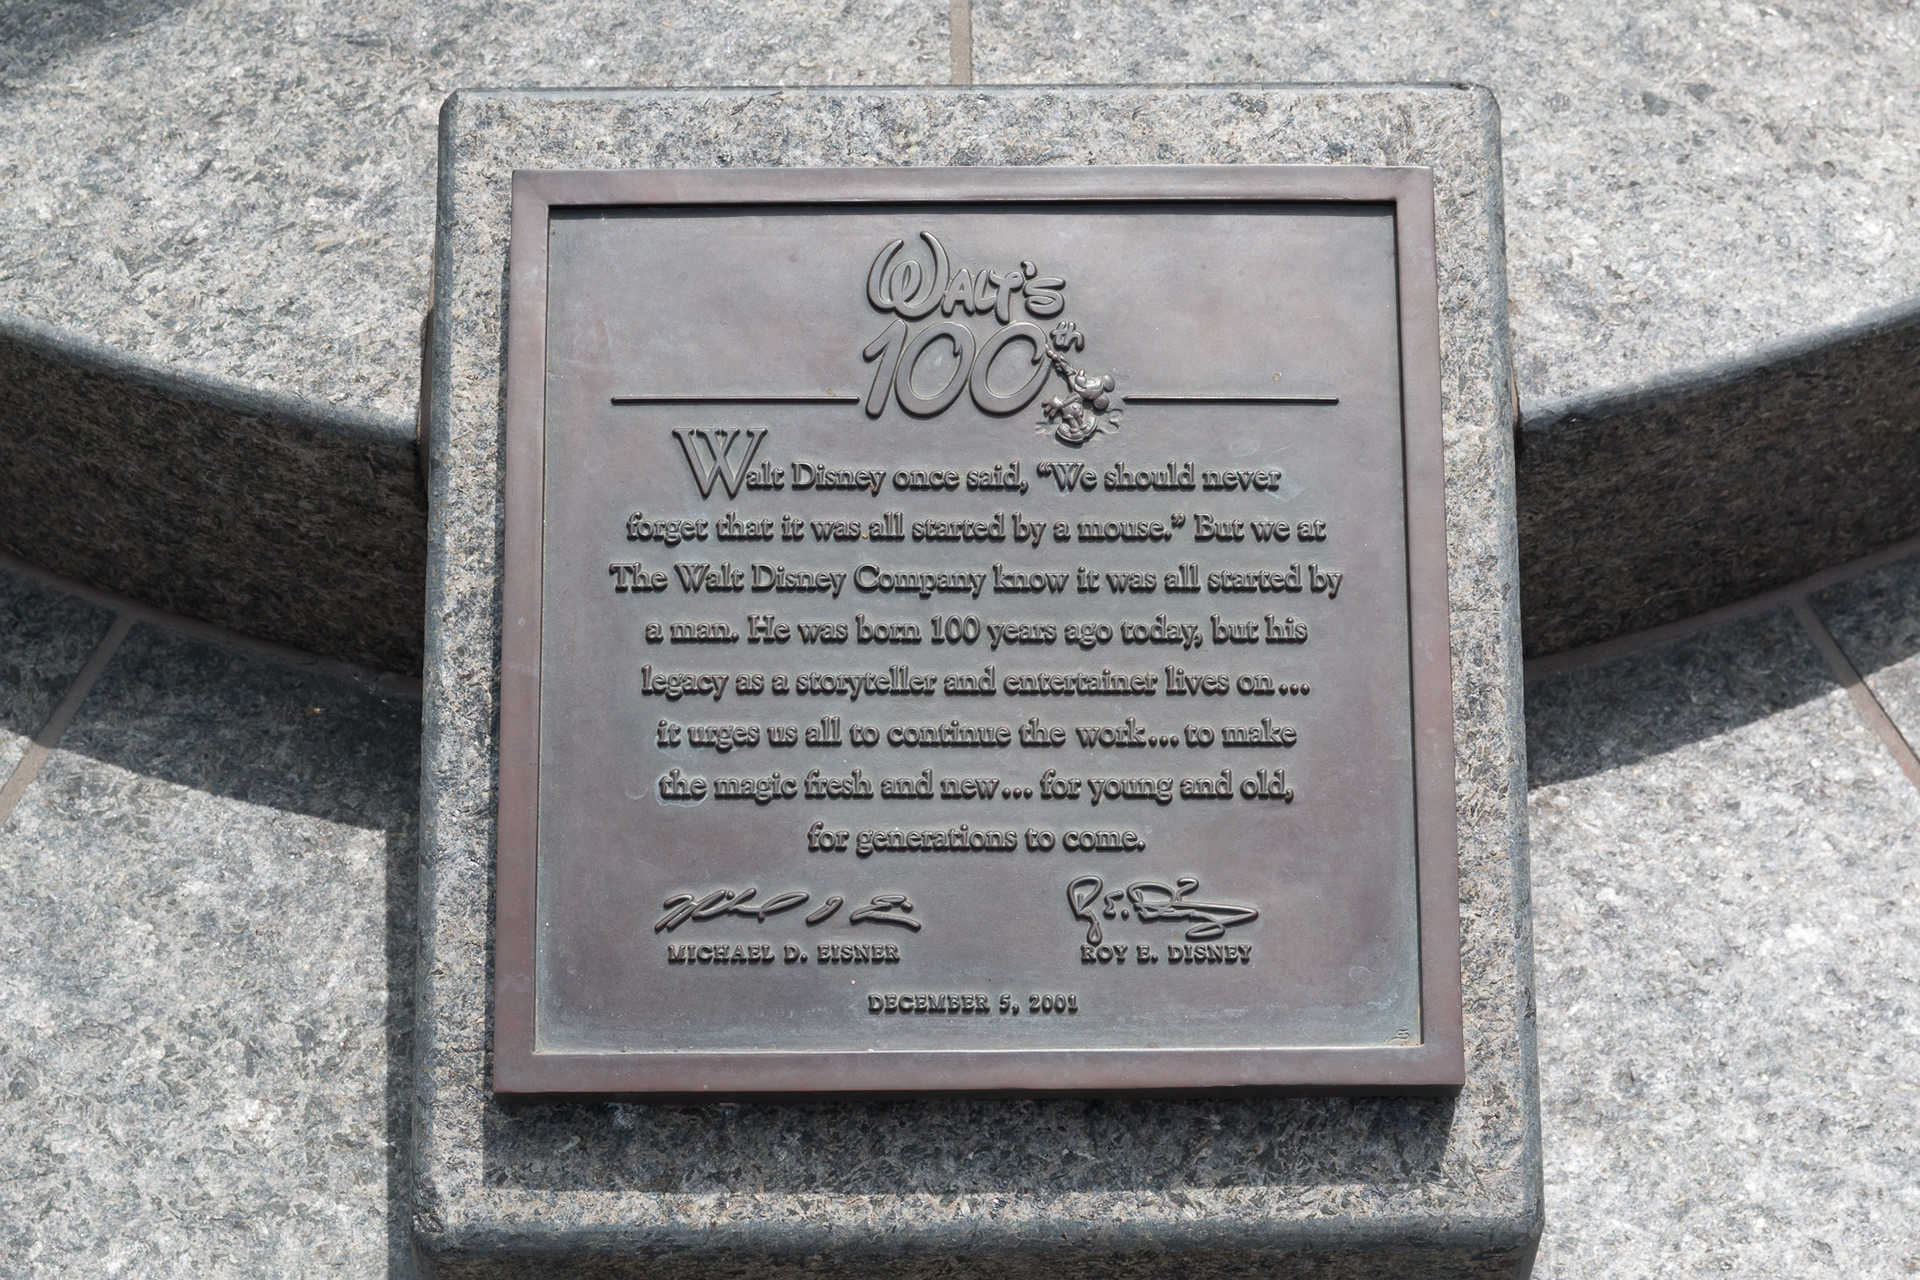 WALT'S
100th
Walt Disney once said, “We should never
forget that it was all started by a mouse.” But we at
The Walt Disney Company know it was all started by
a man. He was born 100 years ago today, but his
legacy as a storyteller and entertainer lives on...
it urges us all to continue the work... to make
the magic fresh and new... for young and old,
for generations to come.
MICHAEL D. EISNER
ROY E. DISNEY
DECEMBER 5, 2001